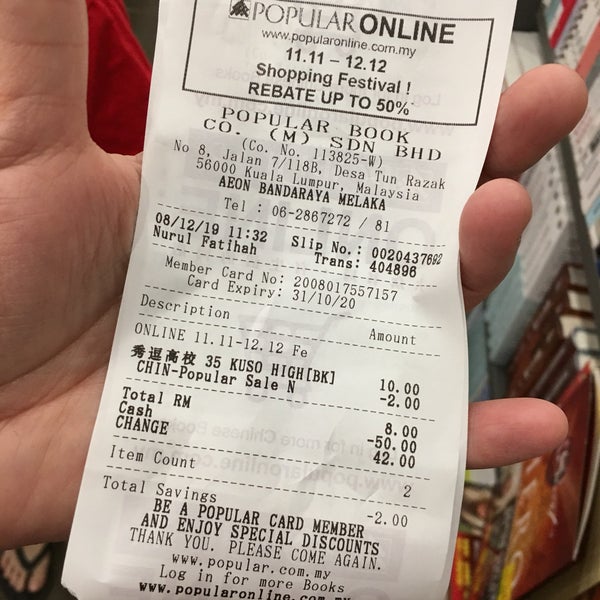 POPULAR ONLINE
www.popularonline.com.my
11.11 – 12.12
Shopping Festival !
REBATE UP TO 50%
POPULAR BOOK
CO. (M) SDN BHD
(Co. No. 113825-W)
No 8, Jalan 7/118B, Desa Tun Razak
56000 Kuala Lumpur, Malaysia
AEON BANDARAYA MELAKA
Tel : 06-2867272 / 81
08/12/19 11:32 Slip No.: 0020437692
Nurul Fatihah Trans: 404896
Member Card No: 2008017557157
Card Expiry: 31/10/20
Description Amount
ONLINE 11.11-12.12 Fe
秀逗高校 35 KUSO HIGH[BK] 10.00
CHIN-Popular Sale N -2.00
Total RM 8.00
Cash -50.00
CHANGE 42.00
Item Count 2
Total Savings -2.00
BE A POPULAR CARD MEMBER
AND ENJOY SPECIAL DISCOUNTS
THANK YOU. PLEASE COME AGAIN.
www.popular.com.my
Log in for more Books
www.popularonline.com.my